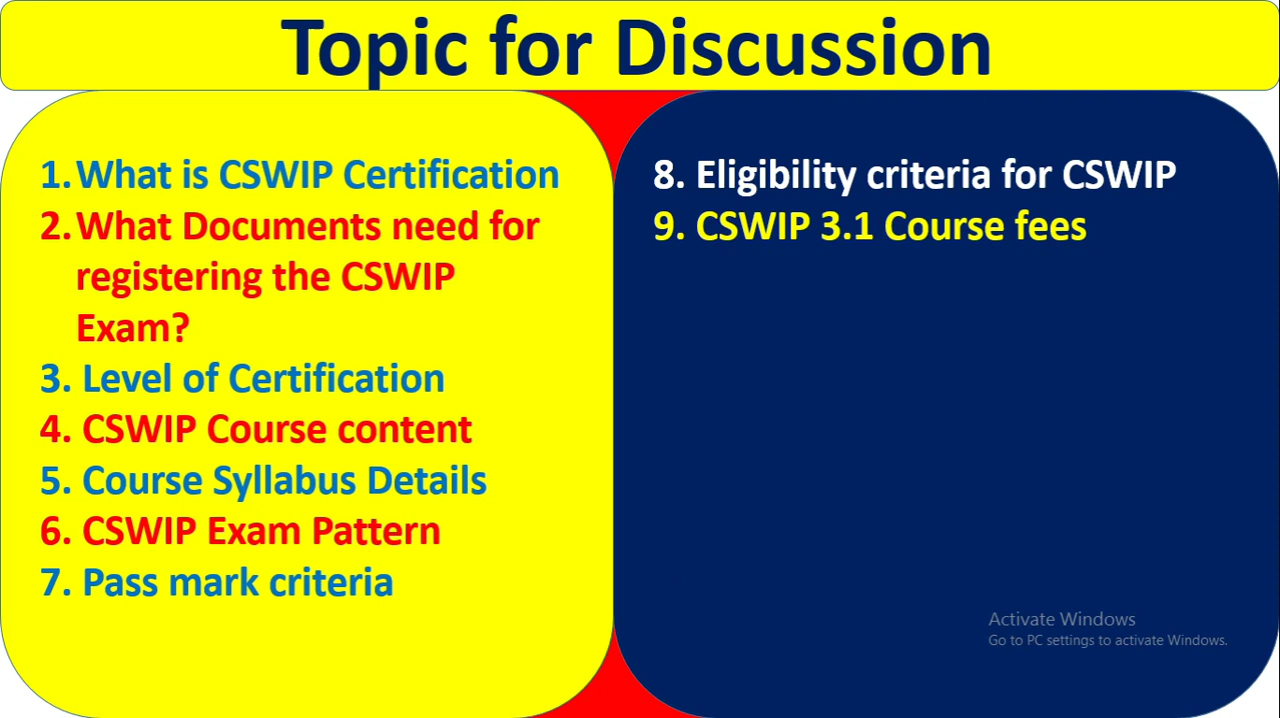 Topic for Discussion
1. What is CSWIP Certification
2. What Documents need for
registering the CSWIP
Exam?
3. Level of Certification
4. CSWIP Course content
5. Course Syllabus Details
6. CSWIP Exam Pattern
7. Pass mark criteria
8. Eligibility criteria for CSWIP
9. CSWIP 3.1 Course fees
Activate Windows
Go to PC settings to activate Windows.